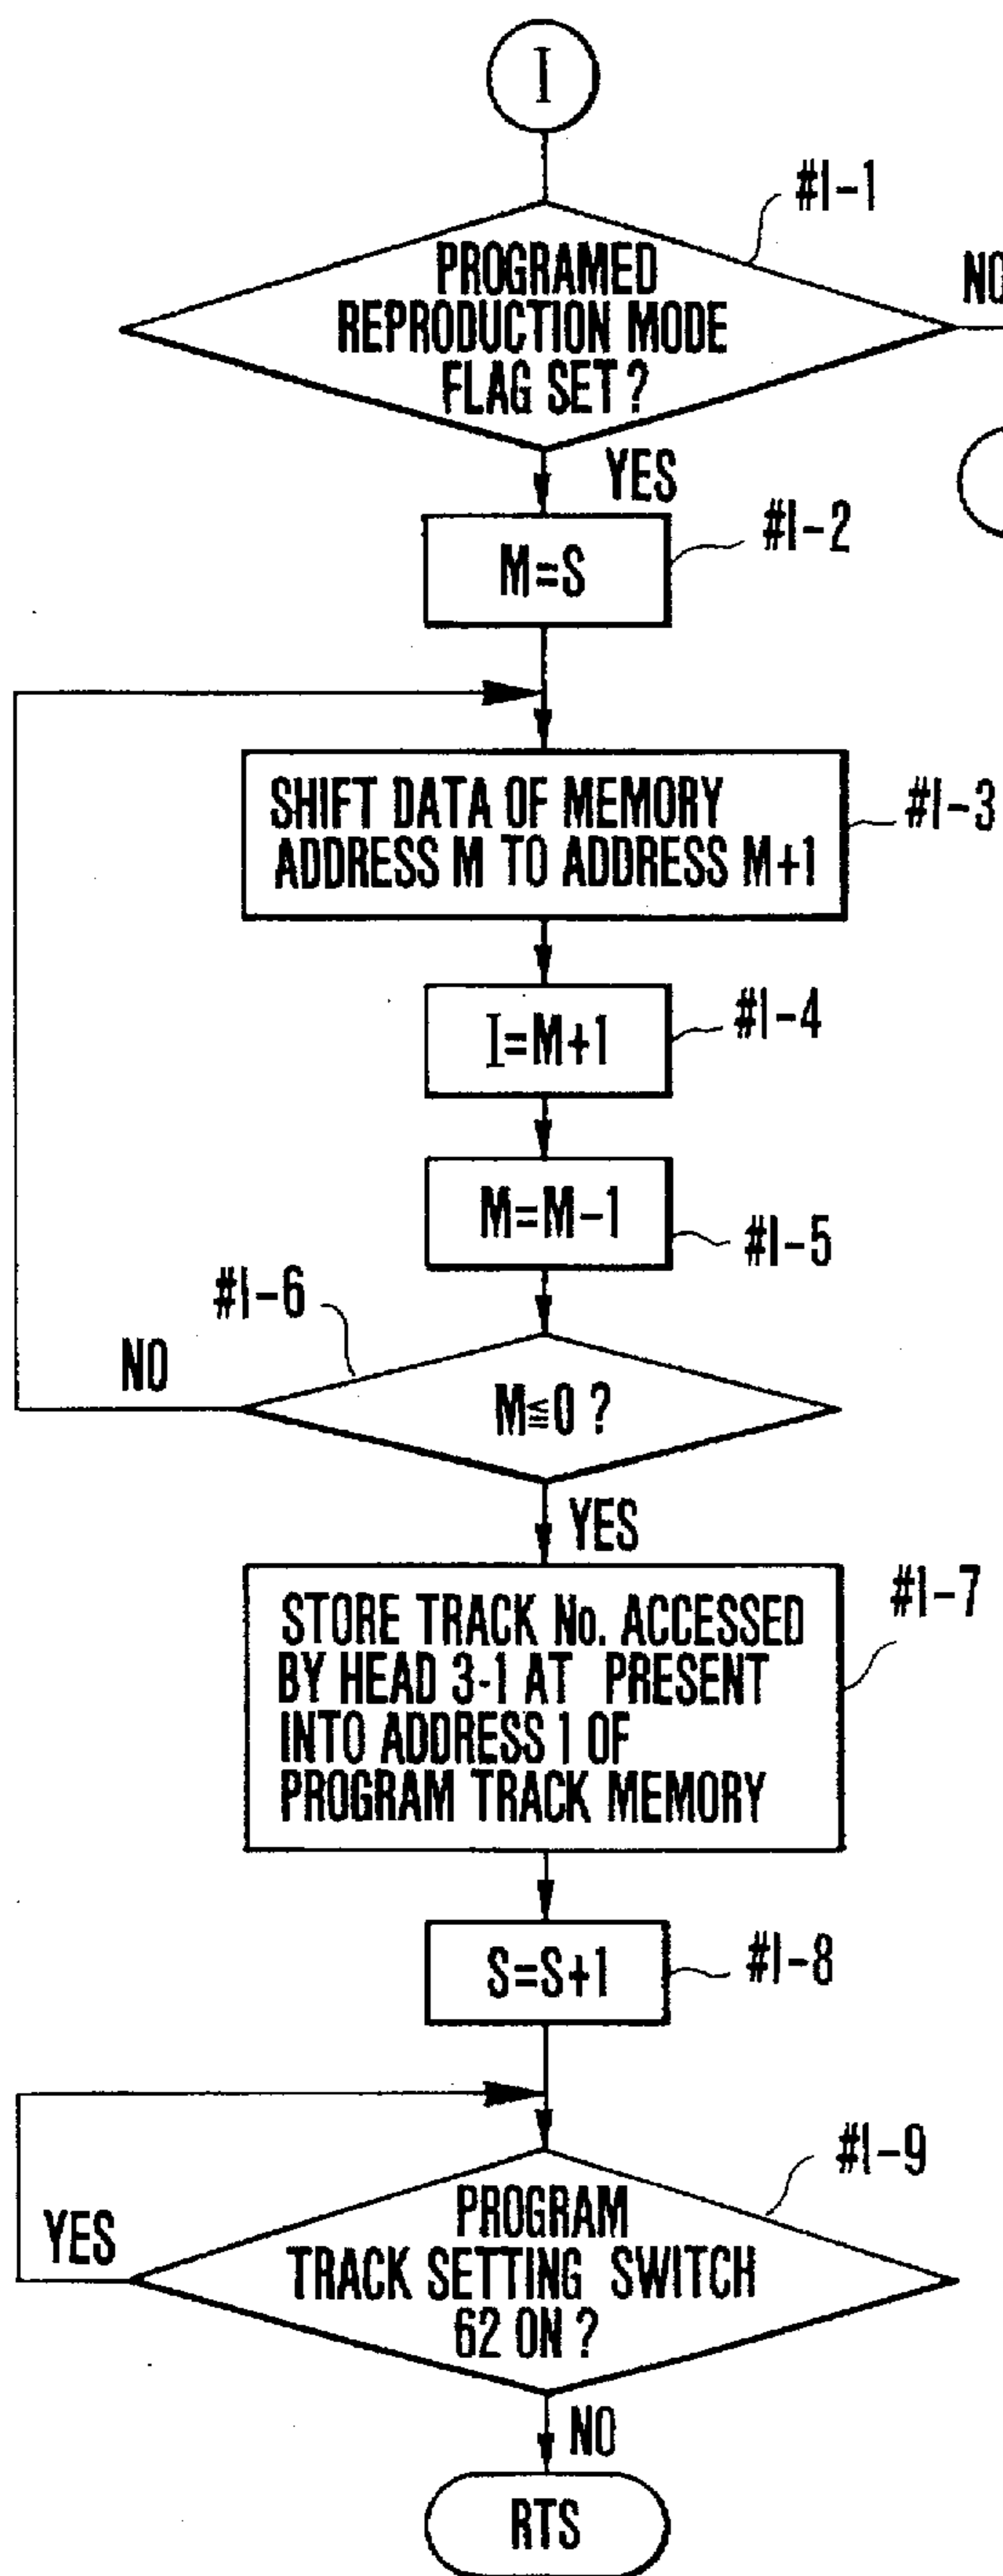 I
#I-1
PROGRAMED
REPRODUCTION MODE
FLAG SET ?
NO
YES
#I-2
M=S
SHIFT DATA OF MEMORY
ADDRESS M TO ADDRESS M+1
#I-3
I=M+1
#I-4
M=M-1
#I-5
#I-6
NO
M≦0 ?
YES
#I-7
STORE TRACK No. ACCESSED
BY HEAD 3-1 AT PRESENT
INTO ADDRESS 1 OF
PROGRAM TRACK MEMORY
S=S+1
#I-8
#I-9
YES
PROGRAM
TRACK SETTING SWITCH
62 ON ?
NO
RTS